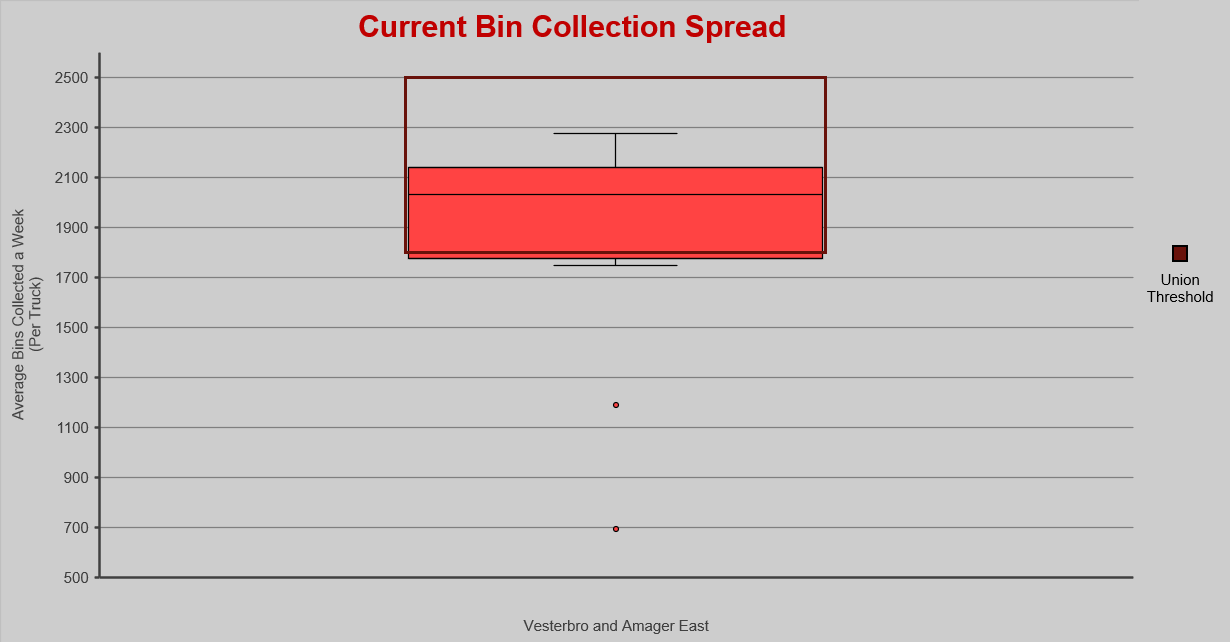 Current Bin Collection Spread
Average Bins Collected a Week
(Per Truck)
2500
2300
2100
1900
1700
1500
1300
1100
900
700
500
Vesterbro and Amager East
Union
Threshold